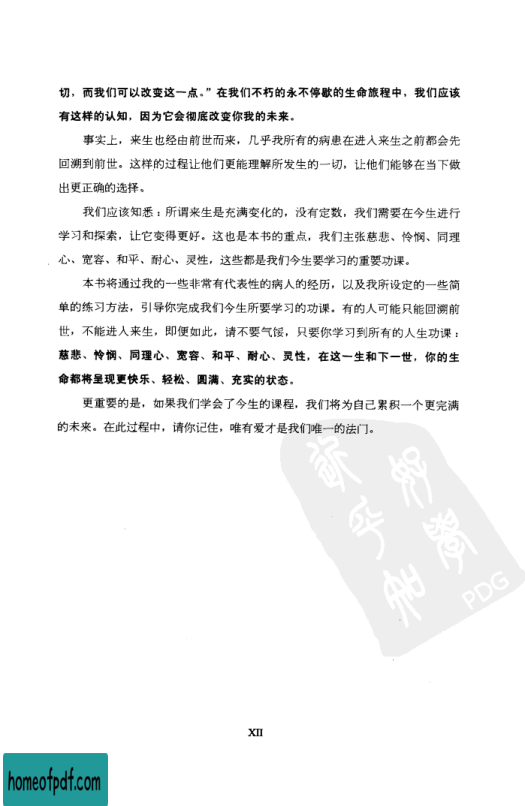 切，而我们可以改变这一点。”在我们不朽的永不停歇的生命旅程中，我们应该
有这样的认知，因为它会彻底改变你我的未来。
事实上，来生也经由前世而来，几乎我所有的病患在进入来生之前都会先
回溯到前世。这样的过程让他们更能理解所发生的一切，让他们能够在当下做
出更正确的选择。
我们应该知悉：所谓来生是充满变化的，没有定数，我们需要在今生进行
学习和探索，让它变得更好。这也是本书的重点，我们主张慈悲、怜悯、同理
心、宽容、和平、耐心、灵性，这些都是我们今生要学习的重要功课。
本书将通过我的一些非常有代表性的病人的经历，以及我所设定的一些简
单的练习方法，引导你完成我们今生所要学习的功课。有的人可能只能回溯前
世，不能进入来生，即便如此，请不要气馁，只要你学习到所有的人生功课：
慈悲、怜悯、同理心、宽容、和平、耐心、灵性，在这一生和下一世，你的生
命都将呈现更快乐、轻松、圆满、充实的状态。
更重要的是，如果我们学会了今生的课程，我们将为自己累积一个更完满
的未来。在此过程中，请你记住，唯有爱才是我们唯一的法门。
PDG
XII
homeofpdf.com